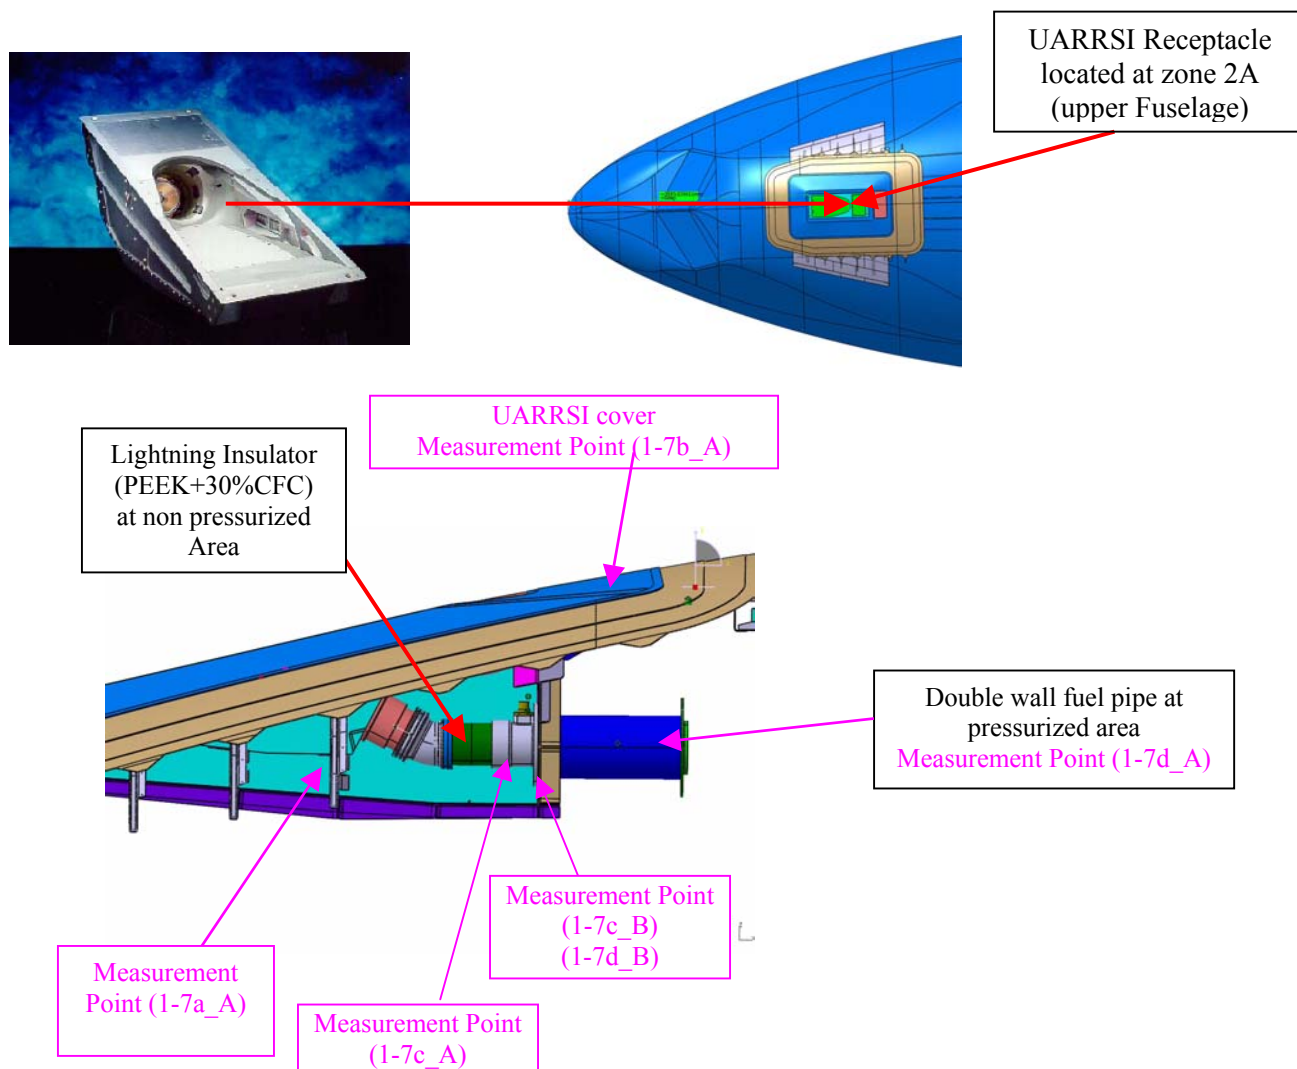 UARRSI Receptacle
located at zone 2A
(upper Fuselage)
UARRSI cover
Measurement Point (1-7b_A)
Lightning Insulator
(PEEK+30%CFC)
at non pressurized
Area
Double wall fuel pipe at
pressurized area
Measurement Point (1-7d_A)
Measurement Point
(1-7c_B)
(1-7d_B)
Measurement
Point (1-7a_A)
Measurement Point
(1-7c_A)